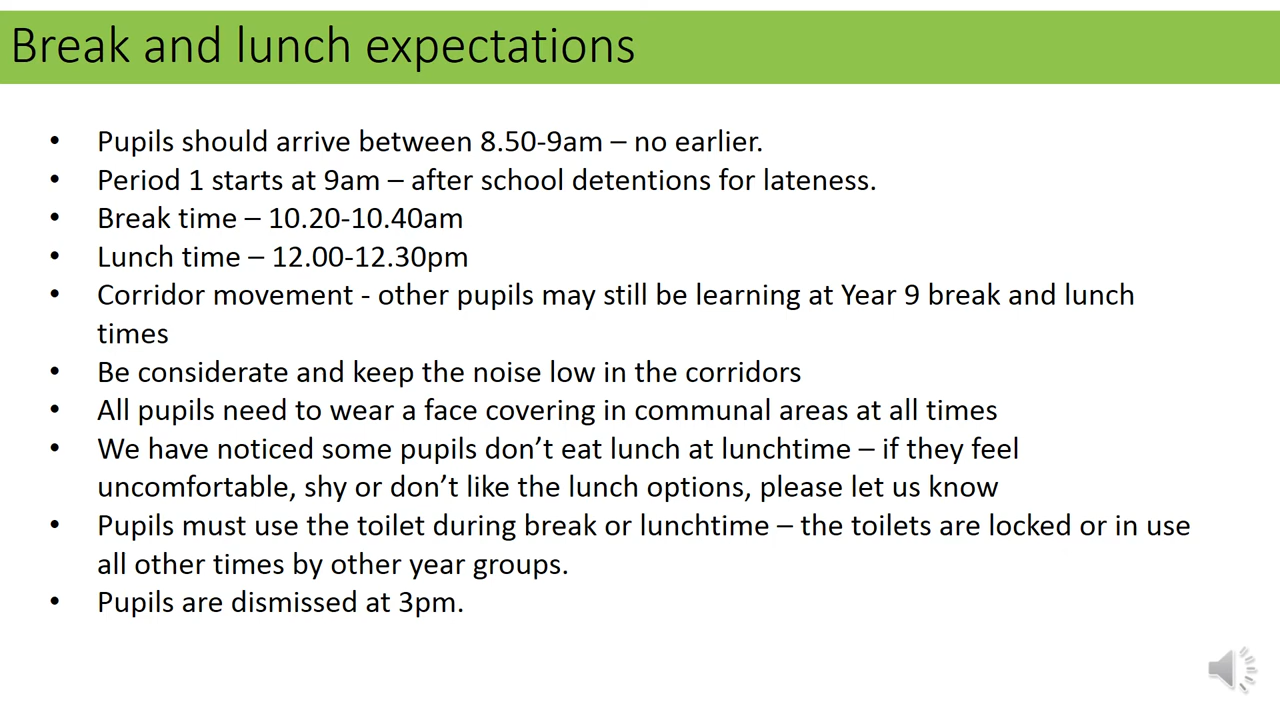 Break and lunch expectations
• Pupils should arrive between 8.50-9am – no earlier.
• Period 1 starts at 9am – after school detentions for lateness.
• Break time – 10.20-10.40am
• Lunch time – 12.00-12.30pm
• Corridor movement - other pupils may still be learning at Year 9 break and lunch
times
• Be considerate and keep the noise low in the corridors
• All pupils need to wear a face covering in communal areas at all times
• We have noticed some pupils don’t eat lunch at lunchtime – if they feel
uncomfortable, shy or don’t like the lunch options, please let us know
• Pupils must use the toilet during break or lunchtime – the toilets are locked or in use
all other times by other year groups.
• Pupils are dismissed at 3pm.